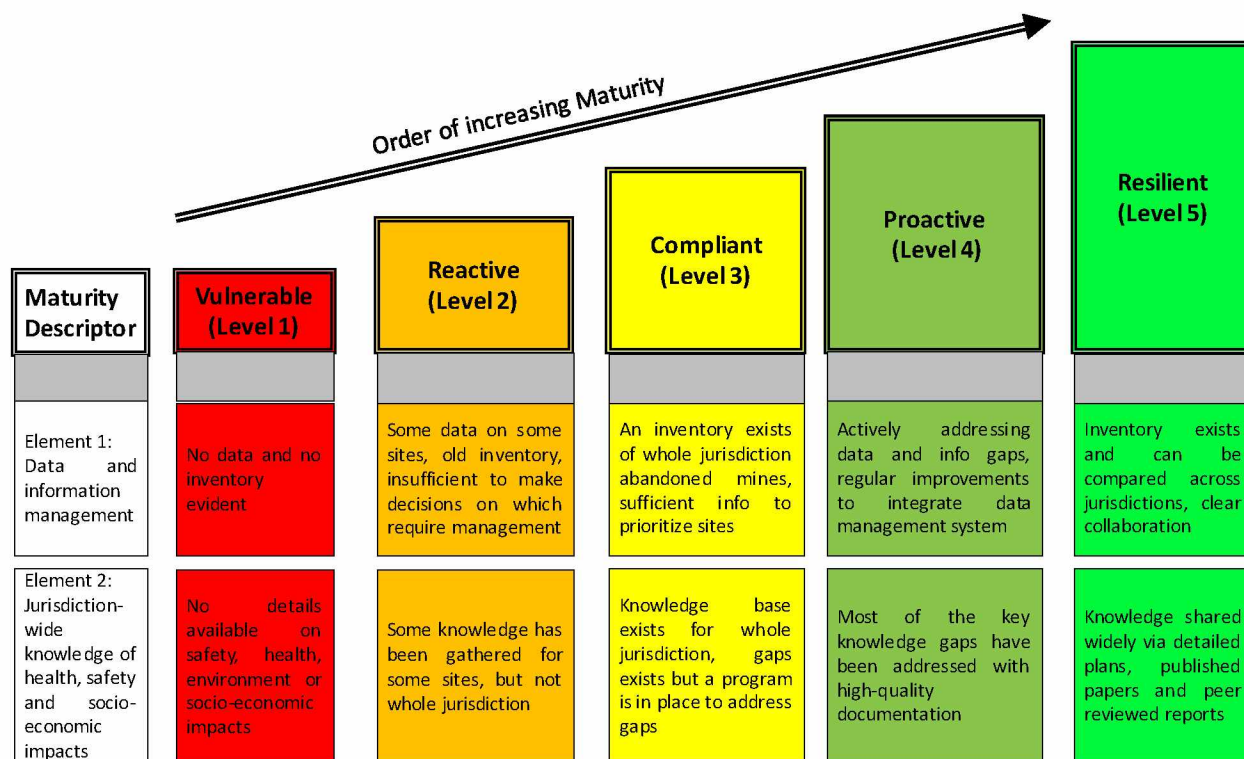 Order of increasing Maturity
Maturity
Descriptor
Vulnerable
(Level 1)
Reactive
(Level 2)
Compliant
(Level 3)
Proactive
(Level 4)
Resilient
(Level 5)
Element 1:
Data and
information
management
No data and no
inventory
evident
Some data on some
sites, old inventory,
insufficient to make
decisions on which
require management
An inventory exists
of whole jurisdiction
abandoned mines,
sufficient info to
prioritize sites
Actively addressing
data and info gaps,
regular improvements
to integrate data
management system
Inventory exists
and can be
compared across
jurisdictions, clear
collaboration
Element 2:
Jurisdiction-
wide
knowledge of
health, safety
and socio-
economic
impacts
No details
available on
safety, health,
environment or
socio-economic
impacts
Some knowledge has
been gathered for
some sites, but not
whole jurisdiction
Knowledge base
exists for whole
jurisdiction, gaps
exists but a program
is in place to address
gaps
Most of the key
knowledge gaps have
been addressed with
high-quality
documentation
Knowledge shared
widely via detailed
plans, published
papers and peer
reviewed reports